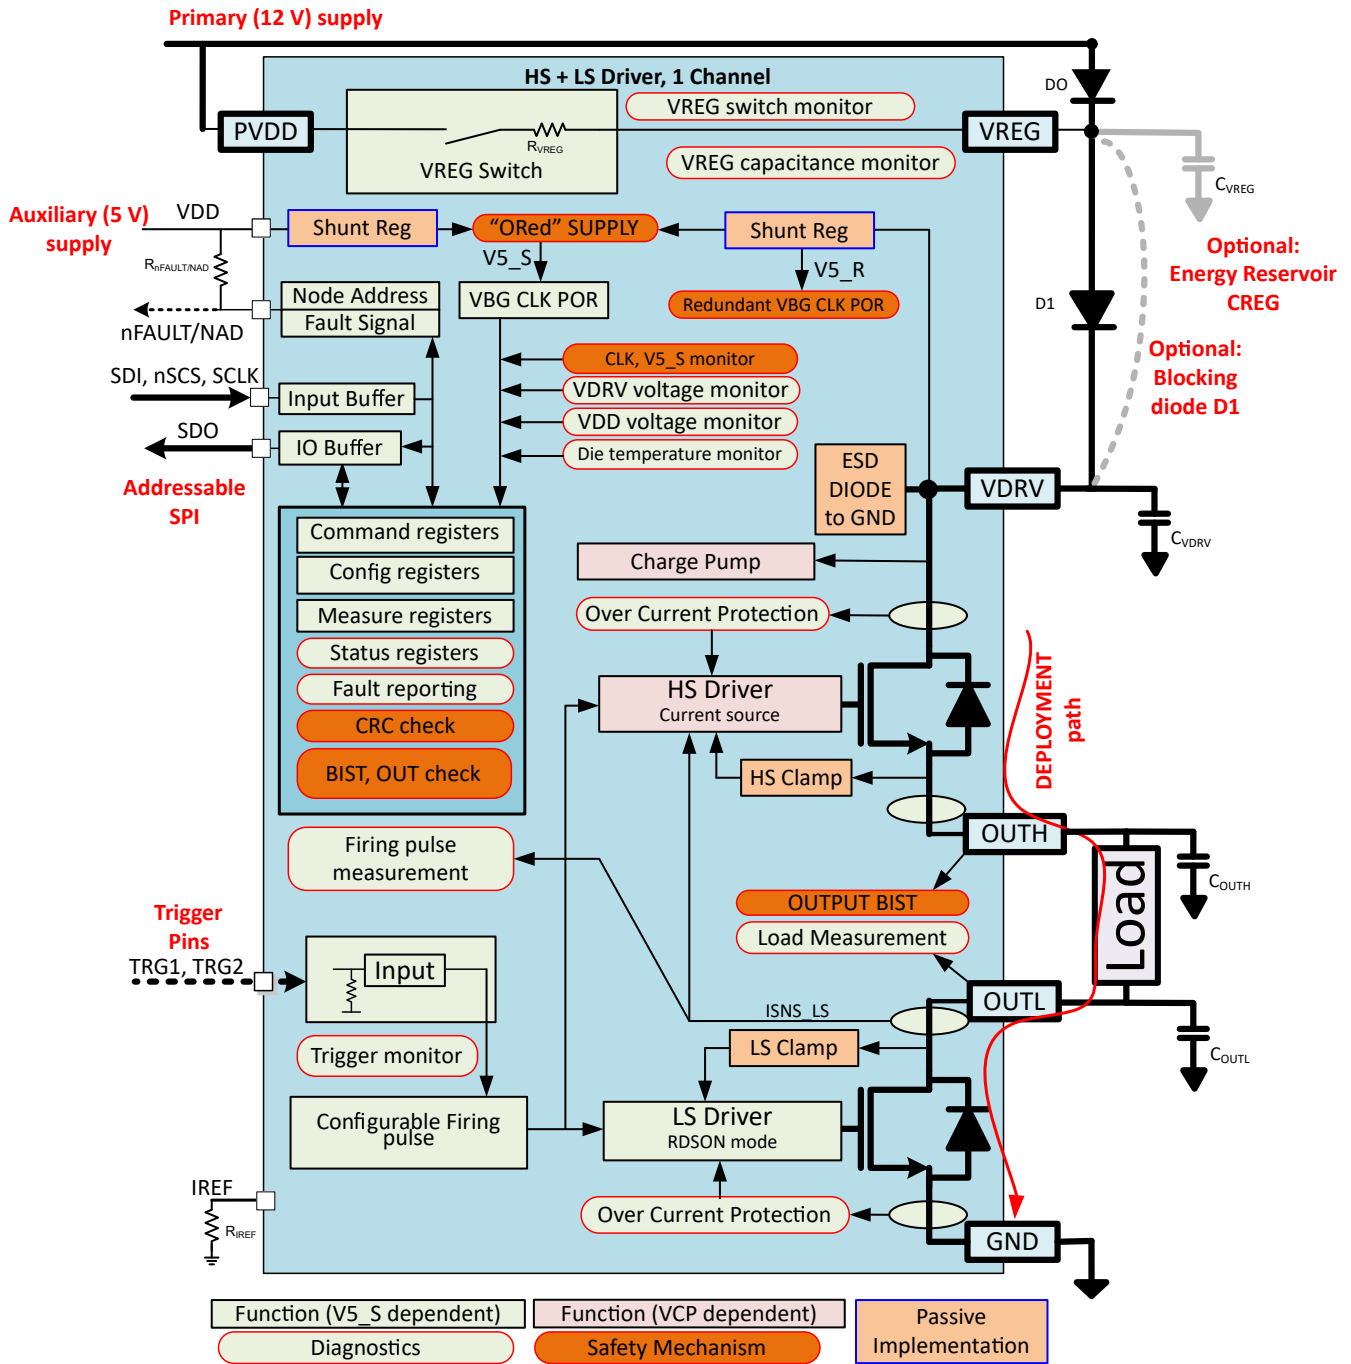 Primary (12 V) supply
HS + LS Driver, 1 Channel
DO
VREG switch monitor
PVDD
RVREG
VREG Switch
VREG
VREG capacitance monitor
CVREG
Auxiliary (5 V)
supply
VDD
Shunt Reg
“ORed” SUPPLY
Shunt Reg
V5_S
V5_R
Optional:
Energy Reservoir
CREG
RnFAULT/NAD
Node Address
Fault Signal
VBG CLK POR
Redundant VBG CLK POR
D1
nFAULT/NAD
CLK, V5_S monitor
Optional:
Blocking
diode D1
SDI, nSCS, SCLK
Input Buffer
VDRV voltage monitor
VDD voltage monitor
SDO
IO Buffer
Die temperature monitor
ESD
DIODE
to GND
VDRV
Addressable
SPI
CVDRV
Command registers
Config registers
Charge Pump
Measure registers
Over Current Protection
Status registers
Fault reporting
HS Driver
Current source
DEPLOYMENT
path
CRC check
BIST, OUT check
HS Clamp
OUTH
Firing pulse
measurement
Load
COUTH
OUTPUT BIST
Load Measurement
Trigger
Pins
TRG1, TRG2
Input
OUTL
ISNS_LS
Trigger monitor
LS Clamp
COUTL
Configurable Firing
pulse
LS Driver
RDSON mode
IREF
RIREF
Over Current Protection
GND
Function (V5_S dependent)
Function (VCP dependent)
Passive
Implementation
Diagnostics
Safety Mechanism